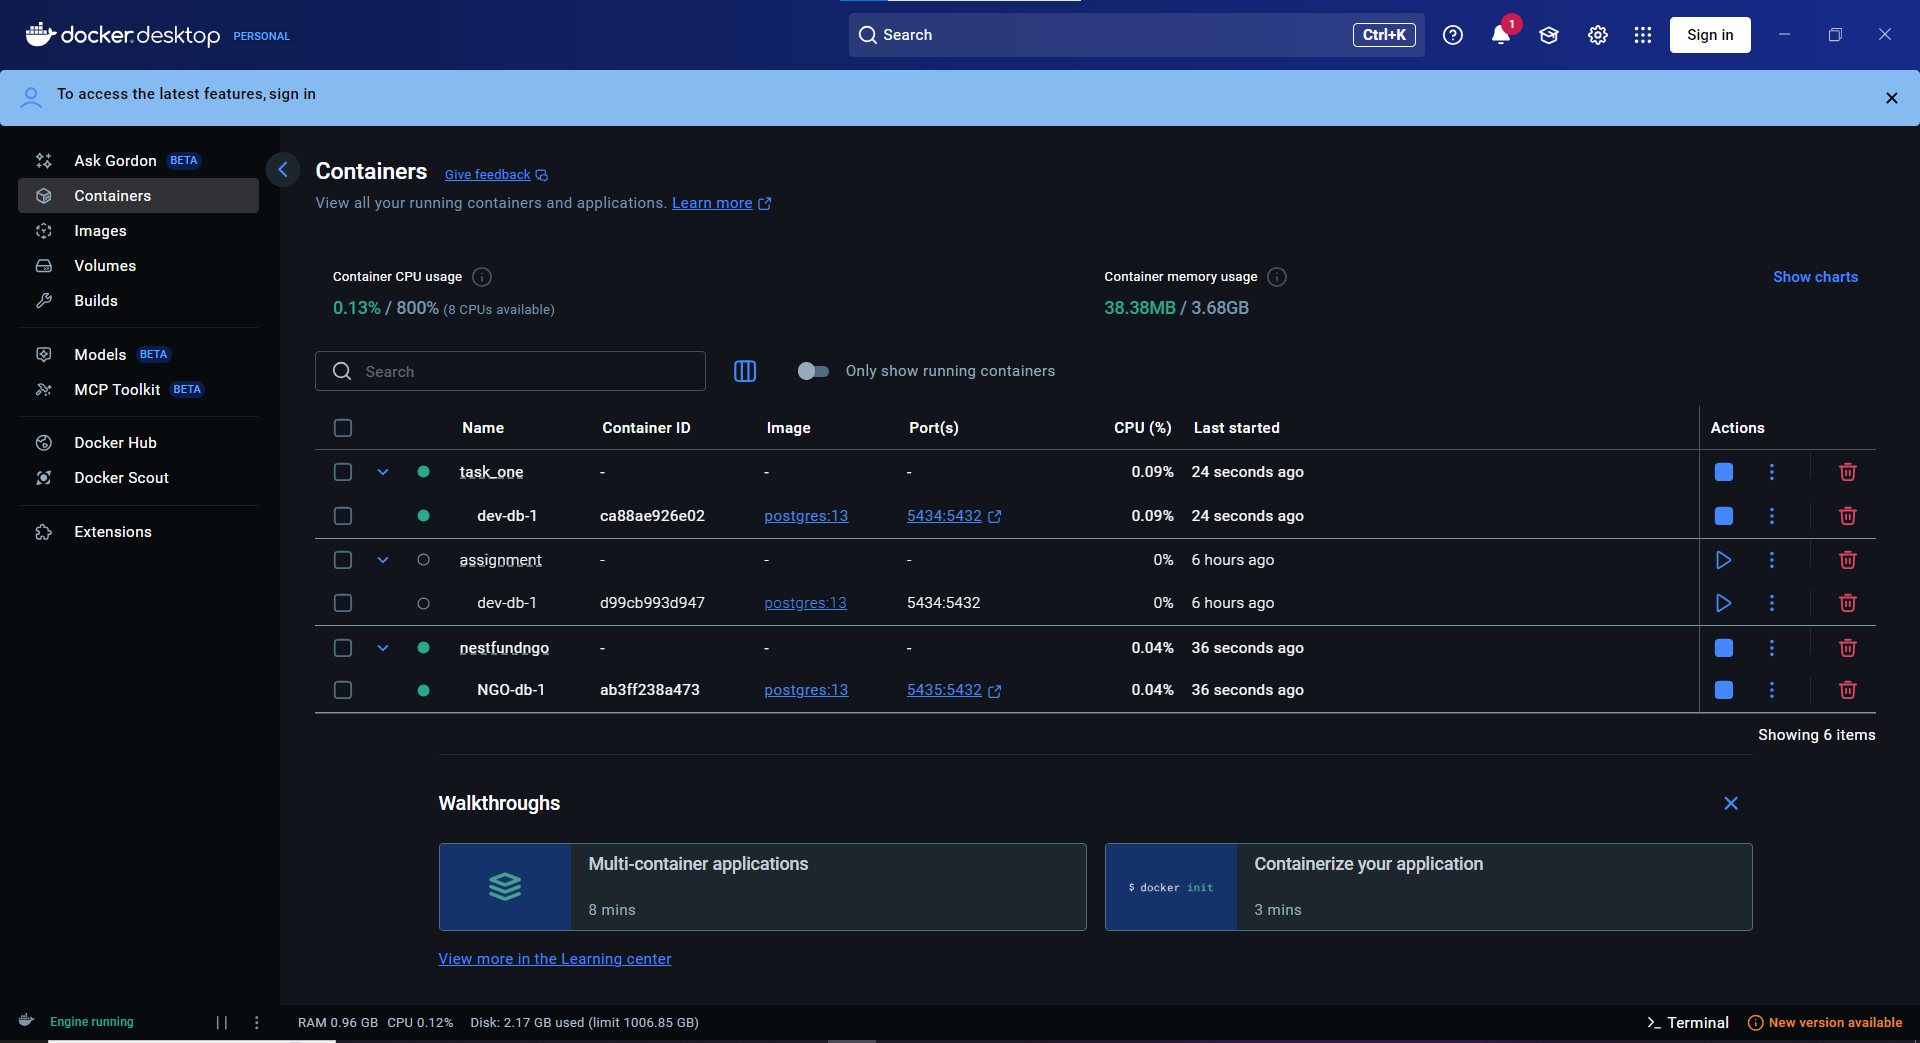 docker.desktop PERSONAL
Search Ctrl+K
1
Sign in
To access the latest features, sign in
Ask Gordon BETA
Containers
Images
Volumes
Builds
Models BETA
MCP Toolkit BETA
Docker Hub
Docker Scout
Extensions
Containers Give feedback
View all your running containers and applications. Learn more
Container CPU usage
0.13% / 800% (8 CPUs available)
Container memory usage
38.38MB / 3.68GB
Show charts
Search
Only show running containers
Name Container ID Image Port(s) CPU (%) Last started Actions
task_one - - - 0.09% 24 seconds ago
dev-db-1 ca88ae926e02 postgres:13 5434:5432 0.09% 24 seconds ago
assignment - - - 0% 6 hours ago
dev-db-1 d99cb993d947 postgres:13 5434:5432 0% 6 hours ago
nestfundngo - - - 0.04% 36 seconds ago
NGO-db-1 ab3ff238a473 postgres:13 5435:5432 0.04% 36 seconds ago
Showing 6 items
Walkthroughs
Multi-container applications
8 mins
$ docker init
Containerize your application
3 mins
View more in the Learning center
Engine running
RAM 0.96 GB CPU 0.12% Disk: 2.17 GB used (limit 1006.85 GB)
>_ Terminal
New version available